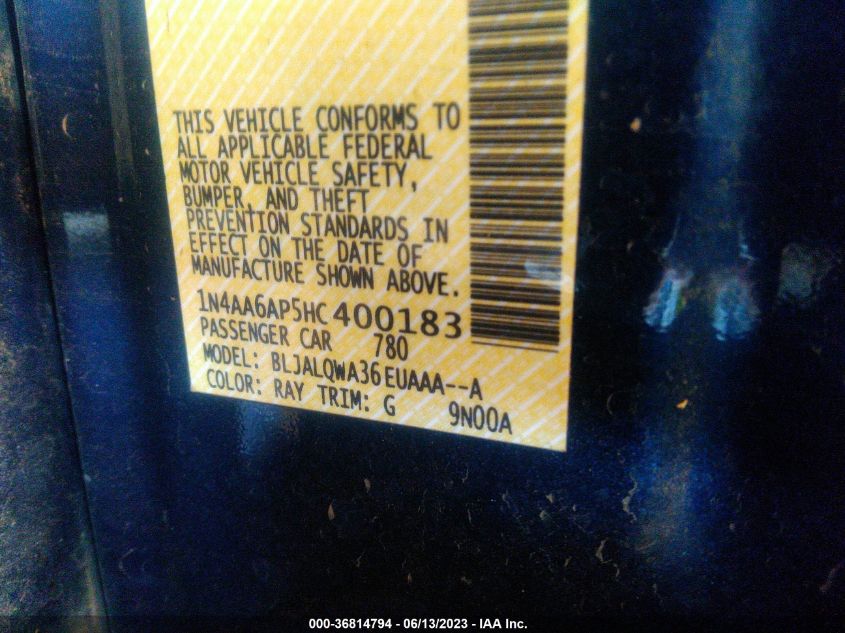 THIS VEHICLE CONFORMS TO
ALL APPLICABLE FEDERAL
MOTOR VEHICLE SAFETY,
BUMPER, AND THEFT
PREVENTION STANDARDS IN
EFFECT ON THE DATE OF
MANUFACTURE SHOWN ABOVE.
1N4AA6AP5HC400183
PASSENGER CAR 780
MODEL: BLJALQWA36EUAAA--A
COLOR: RAY TRIM: G 9N00A
000-36814794 - 06/13/2023 - IAA Inc.